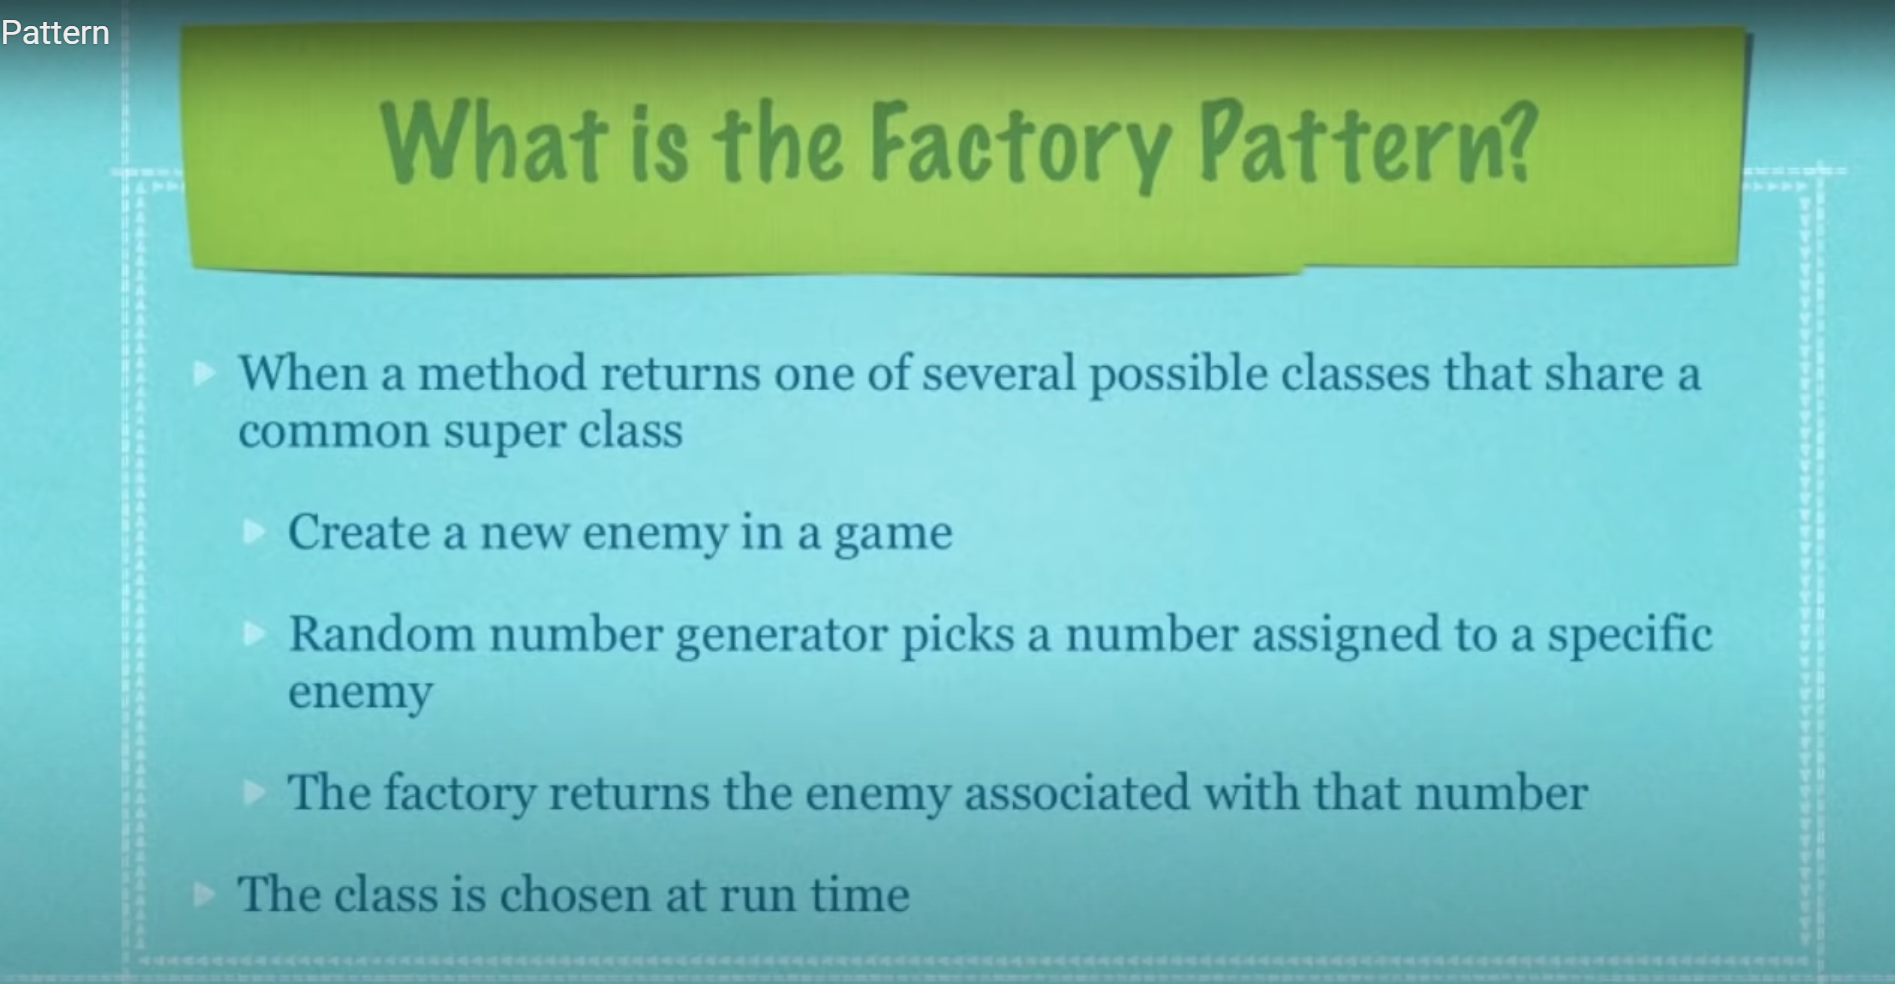 Pattern
What is the Factory Pattern?
When a method returns one of several possible classes that share a
common super class
Create a new enemy in a game
Random number generator picks a number assigned to a specific
enemy
The factory returns the enemy associated with that number
The class is chosen at run time